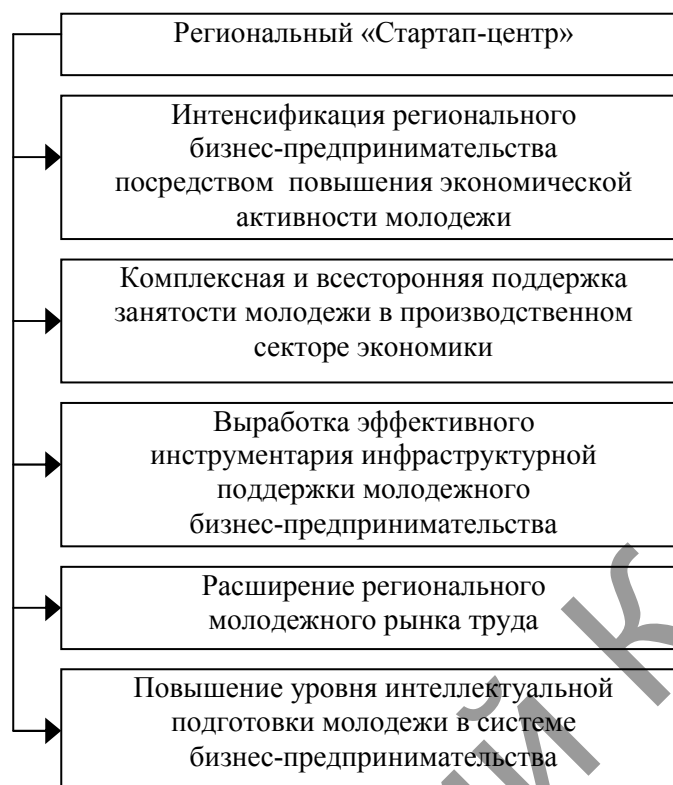 Региональный «Стартап-центр»
Интенсификация регионального
бизнес-предпринимательства
посредством повышения экономической
активности молодежи
Комплексная и всесторонняя поддержка
занятости молодежи в производственном
секторе экономики
Выработка эффективного
инструментария инфраструктурной
поддержки молодежного
бизнес-предпринимательства
Расширение регионального
молодежного рынка труда
Повышение уровня интеллектуальной
подготовки молодежи в системе
бизнес-предпринимательства